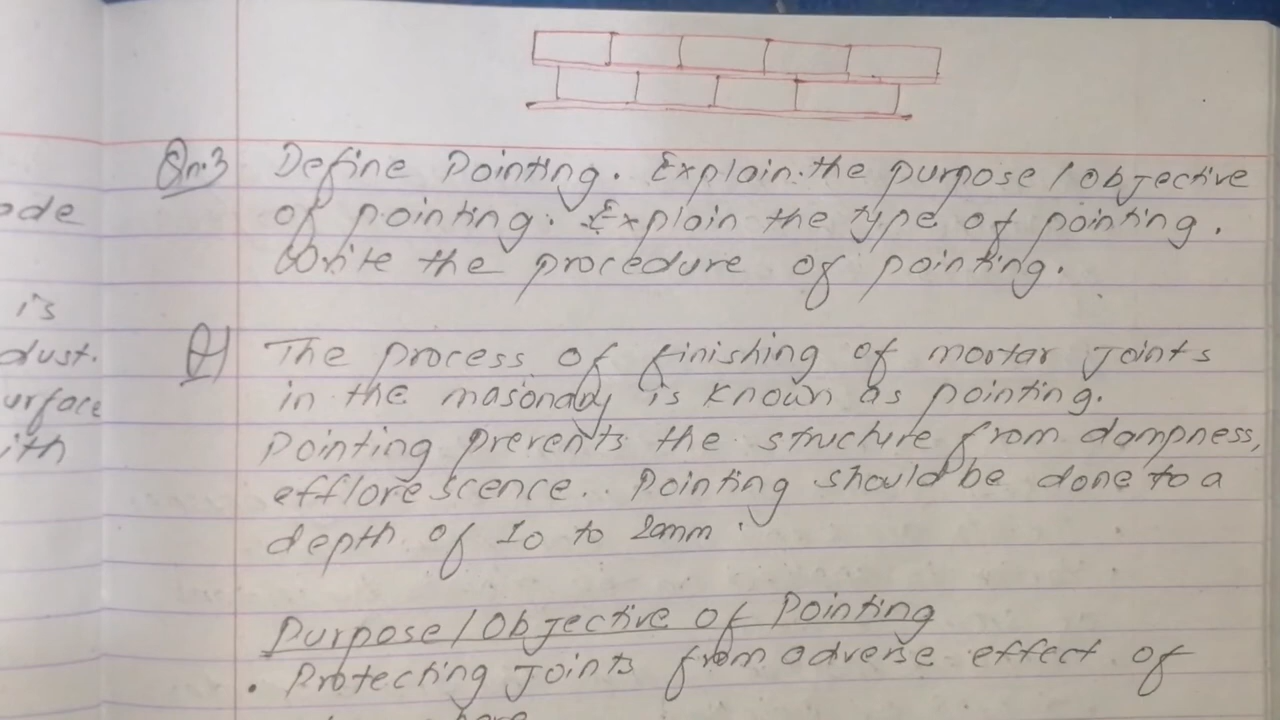 Qn.3 Define Pointing. Explain the purpose / objective
of pointing. Explain the type of pointing.
Write the procedure of pointing.
The process of finishing of mortar joints
in the masonary is known as pointing.
Pointing prevents the structure from dampness,
efflorescence.. Pointing should be done to a
depth of 10 to 20mm.
Purpose / Objective of Pointing
• Protecting joints from adverse effect of
ode
is
dust.
urface
ith